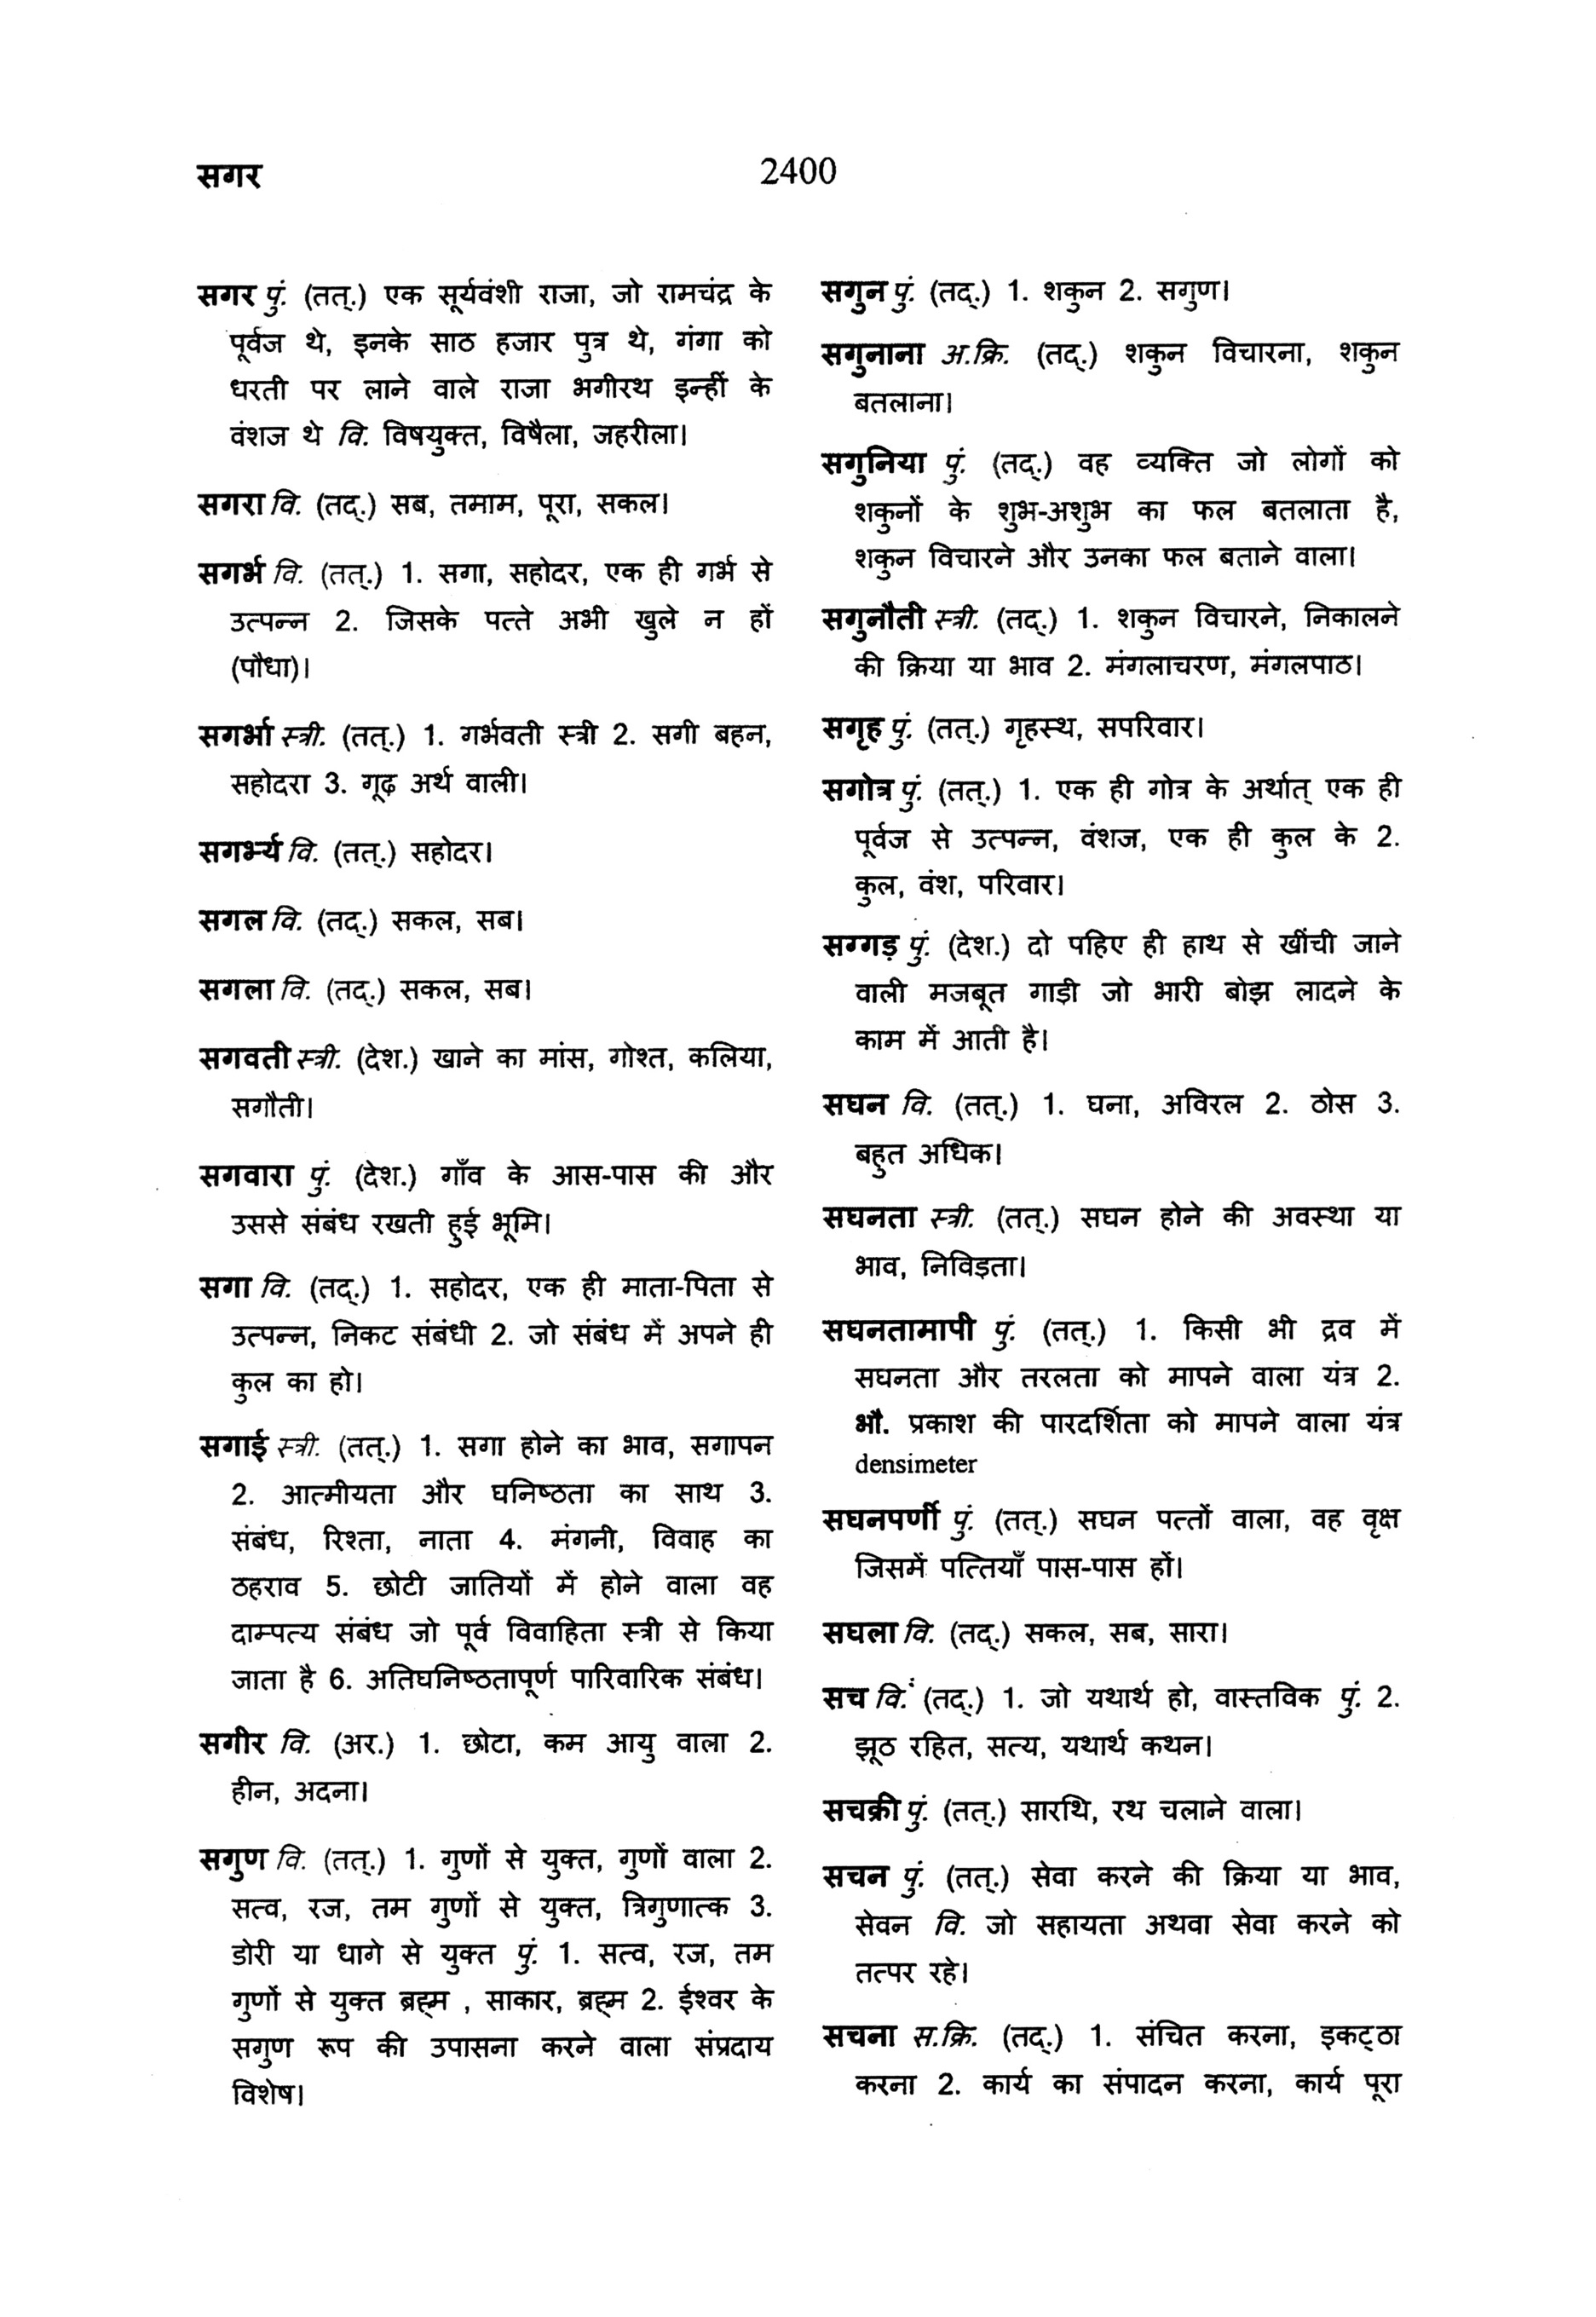 सगर
2400
सगर पुं. (तत्.) एक सूर्यवंशी राजा, जो रामचंद्र के
पूर्वज थे, इनके साठ हजार पुत्र थे, गंगा को
धरती पर लाने वाले राजा भगीरथ इन्हीं के
वंशज थे वि. विषयुक्त, विषैला, जहरीला।
सगरा वि. (तद्.) सब, तमाम, पूरा, सकल।
सगर्भ वि. (तत्.) 1. सगा, सहोदर, एक ही गर्भ से
उत्पन्न 2. जिसके पत्ते अभी खुले न हों
(पौधा)।
सगर्भा स्त्री. (तत्.) 1. गर्भवती स्त्री 2. सगी बहन,
सहोदरा 3. गूढ़ अर्थ वाली।
सगर्भ्य वि. (तत्.) सहोदर।
सगल वि. (तद्.) सकल, सब।
सगला वि. (तद्.) सकल, सब।
सगवती स्त्री. (देश.) खाने का मांस, गोश्त, कलिया,
सगौती।
सगवारा पुं. (देश.) गाँव के आस-पास की और
उससे संबंध रखती हुई भूमि।
सगा वि. (तद्.) 1. सहोदर, एक ही माता-पिता से
उत्पन्न, निकट संबंधी 2. जो संबंध में अपने ही
कुल का हो।
सगाई स्त्री. (तत्.) 1. सगा होने का भाव, सगापन
2. आत्मीयता और घनिष्ठता का साथ 3.
संबंध, रिश्ता, नाता 4. मंगनी, विवाह का
ठहराव 5. छोटी जातियों में होने वाला वह
दाम्पत्य संबंध जो पूर्व विवाहिता स्त्री से किया
जाता है 6. अतिघनिष्ठतापूर्ण पारिवारिक संबंध।
सगीर वि. (अर.) 1. छोटा, कम आयु वाला 2.
हीन, अदना।
सगुण वि. (तत्.) 1. गुणों से युक्त, गुणों वाला 2.
सत्व, रज, तम गुणों से युक्त, त्रिगुणात्क 3.
डोरी या धागे से युक्त पुं. 1. सत्व, रज, तम
गुणों से युक्त ब्रह्म , साकार, ब्रह्म 2. ईश्वर के
सगुण रूप की उपासना करने वाला संप्रदाय
विशेष।
सगुन पुं. (तद्.) 1. शकुन 2. सगुण।
सगुनाना अ.क्रि. (तद्.) शकुन विचारना, शकुन
बतलाना।
सगुनिया पुं. (तद्.) वह व्यक्ति जो लोगों को
शकुनों के शुभ-अशुभ का फल बतलाता है,
शकुन विचारने और उनका फल बताने वाला।
सगुनौती स्त्री. (तद्.) 1. शकुन विचारने, निकालने
की क्रिया या भाव 2. मंगलाचरण, मंगलपाठ।
सगृह पुं. (तत्.) गृहस्थ, सपरिवार।
सगोत्र पुं. (तत्.) 1. एक ही गोत्र के अर्थात् एक ही
पूर्वज से उत्पन्न, वंशज, एक ही कुल के 2.
कुल, वंश, परिवार।
सग्गड़ पुं. (देश.) दो पहिए ही हाथ से खींची जाने
वाली मजबूत गाड़ी जो भारी बोझ लादने के
काम में आती है।
सघन वि. (तत्.) 1. घना, अविरल 2. ठोस 3.
बहुत अधिक।
सघनता स्त्री. (तत्.) सघन होने की अवस्था या
भाव, निविड़ता।
सघनतामापी पुं. (तत्.) 1. किसी भी द्रव में
सघनता और तरलता को मापने वाला यंत्र 2.
भौ. प्रकाश की पारदर्शिता को मापने वाला यंत्र
densimeter
सघनपर्णी पुं. (तत्.) सघन पत्तों वाला, वह वृक्ष
जिसमें पत्तियाँ पास-पास हों।
सघला वि. (तद्.) सकल, सब, सारा।
सच वि. (तद्.) 1. जो यथार्थ हो, वास्तविक पुं. 2.
झूठ रहित, सत्य, यथार्थ कथन।
सचक्री पुं. (तत्.) सारथि, रथ चलाने वाला।
सचन पुं. (तत्.) सेवा करने की क्रिया या भाव,
सेवन वि. जो सहायता अथवा सेवा करने को
तत्पर रहे।
सचना स.क्रि. (तद्.) 1. संचित करना, इकट्ठा
करना 2. कार्य का संपादन करना, कार्य पूरा